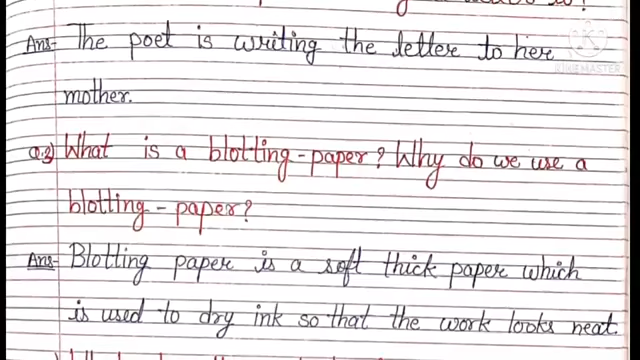 Ans- The poet is writing the letter to her
KINEMASTER
mother.
Q.3) What is a blotting-paper? Why do we use a
blotting-paper?
Ans- Blotting paper is a soft thick paper which
is used to dry ink so that the work looks neat.